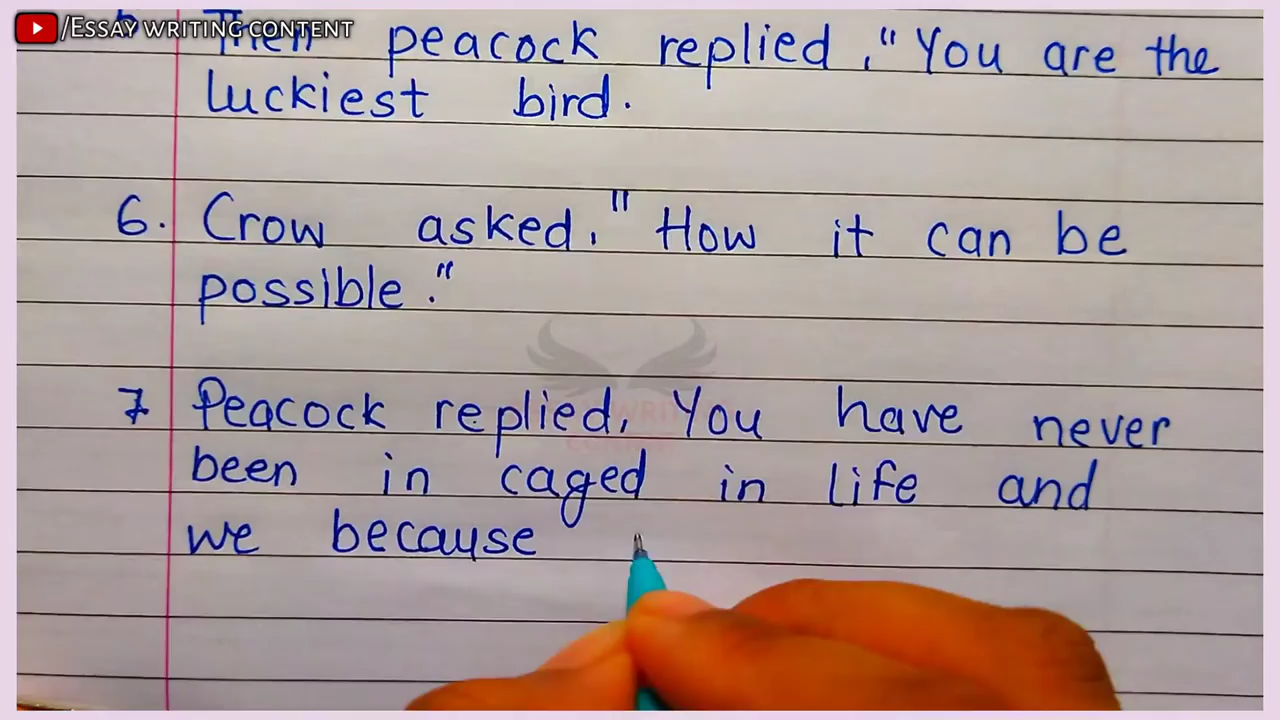 /Essay writing content
Then peacock replied, "You are the
luckiest bird.
6. Crow asked, "How it can be
possible."
7 Peacock replied, You have never
been in caged in life and
we because